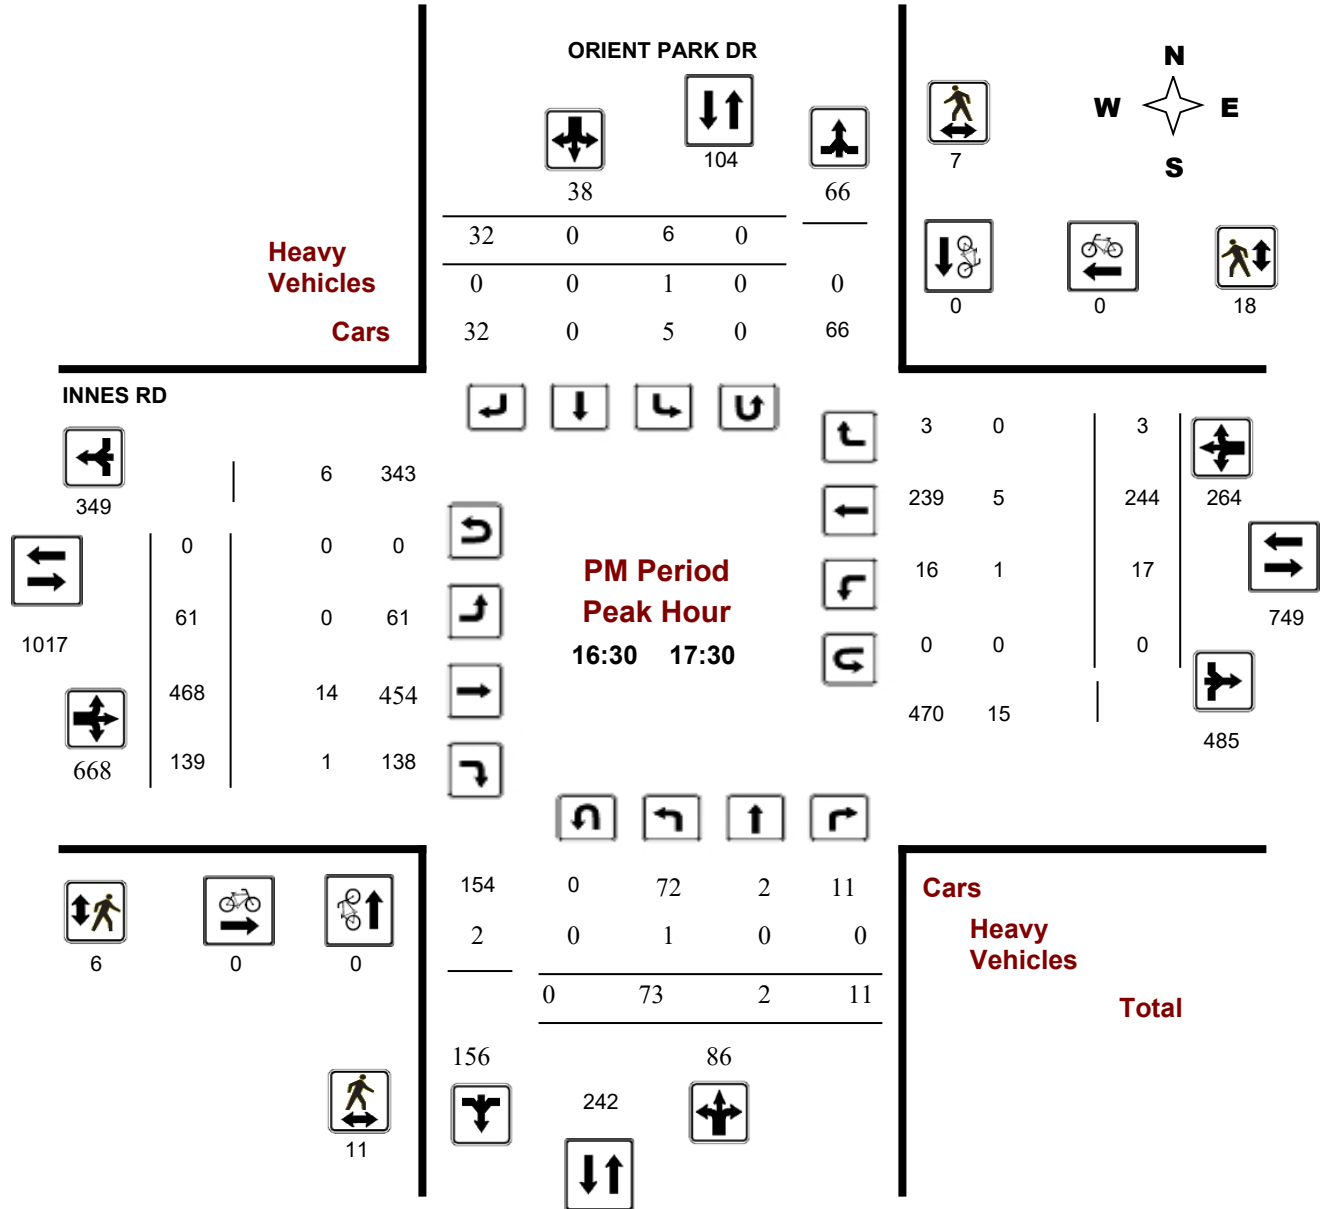 ORIENT PARK DR
N
W E
S
104
7
38 66
32 0 6 0
Heavy
Vehicles
0 0 1 0 0
0 0 18
Cars
32 0 5 0 66
INNES RD
3 0 3
6 343
349
239 5 244 264
0 0 0
PM Period
16 1 17
Peak Hour
61 0 61
749
1017
16:30 17:30
0 0 0
468 14 454
470 15
485
668 139 1 138
154 0 72 2 11
Cars
2 0 1 0 0
Heavy
Vehicles
6 0 0
0 73 2 11
Total
156 86
242
11